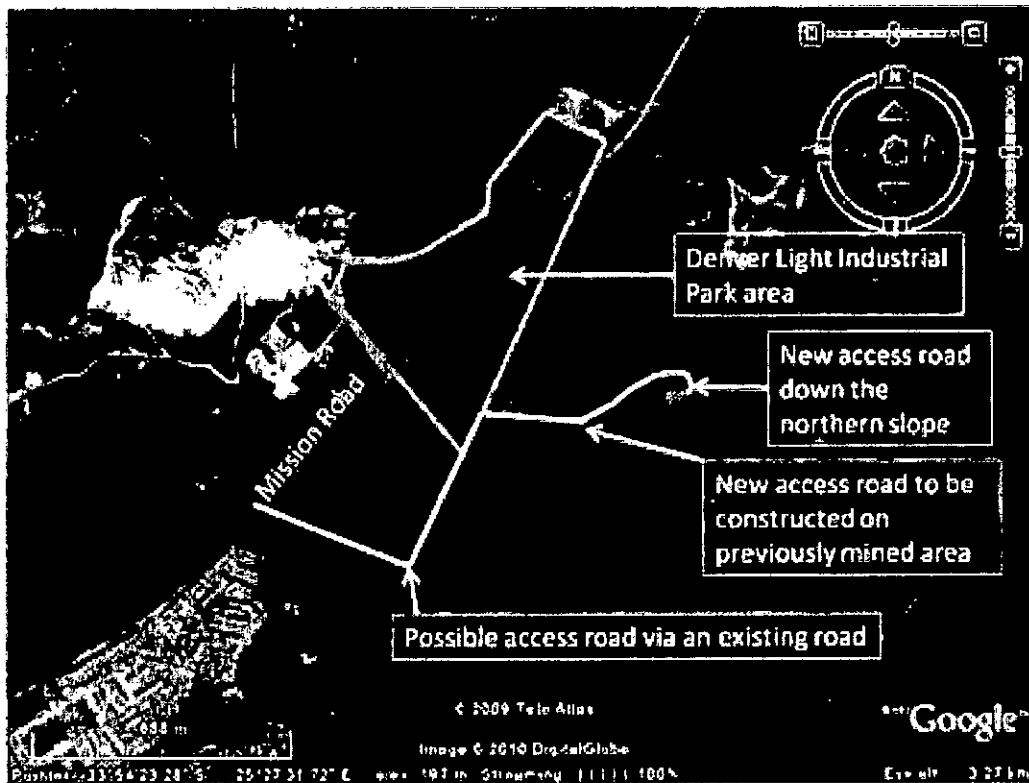 N
Denver Light Industrial
Park area
New access road
down the
northern slope
Mission Road
New access road to be
constructed on
previously mined area
Possible access road via an existing road
© 2009 Tele Atlas
Image © 2010 DigitalGlobe
Google
Streaming 100%